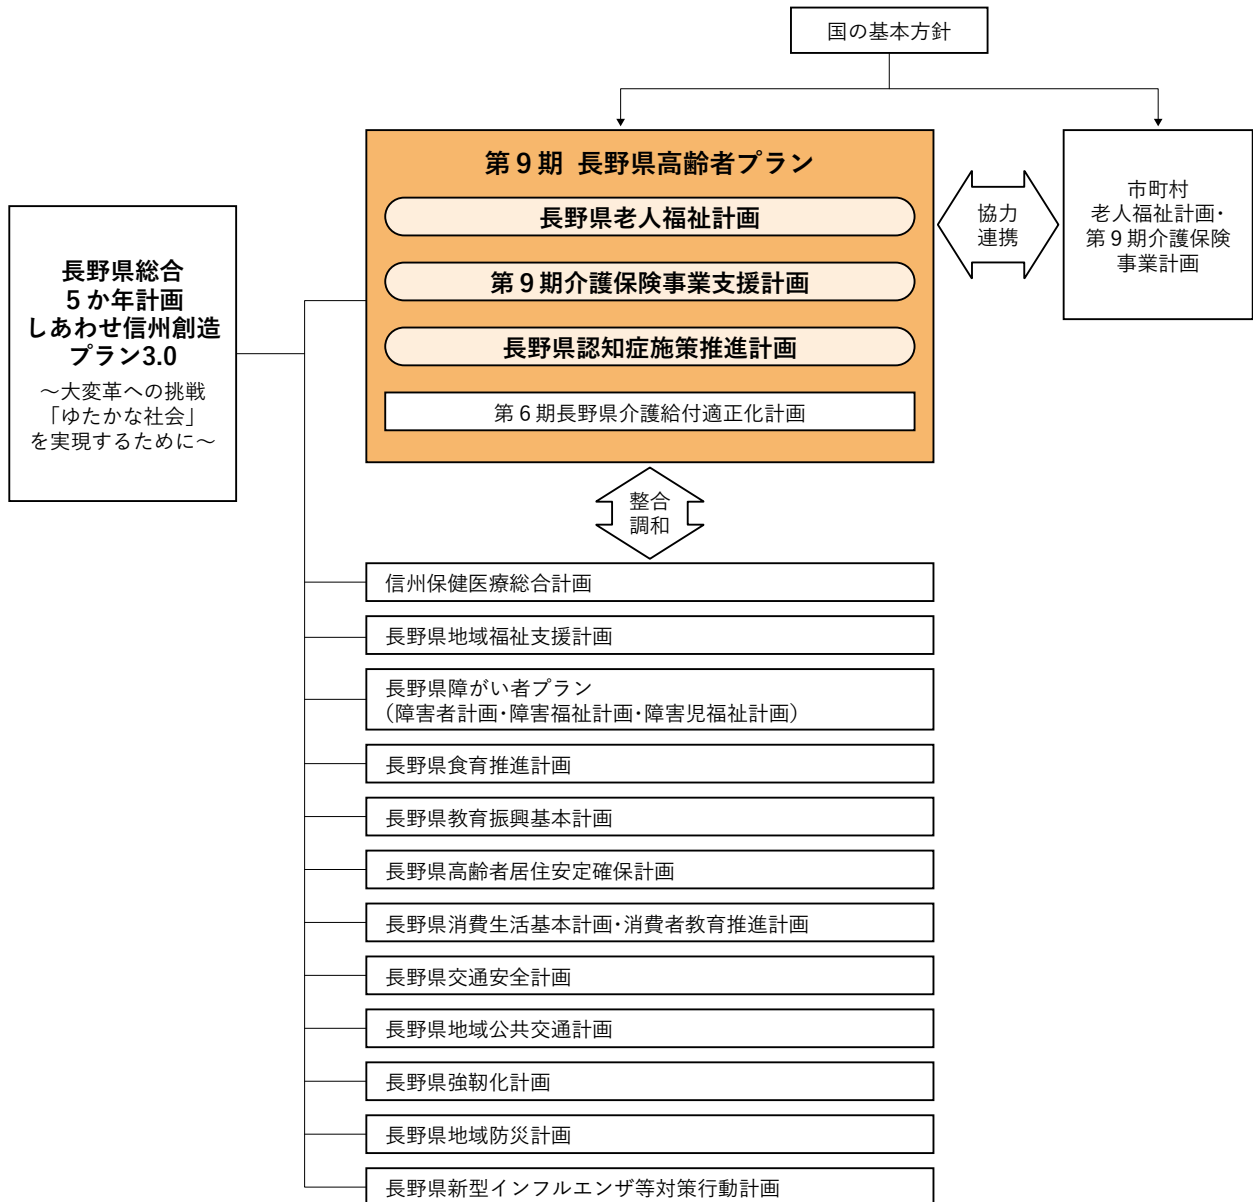 国の基本方針
第9期 長野県高齢者プラン
長野県老人福祉計画
第9期介護保険事業支援計画
長野県認知症施策推進計画
第6期長野県介護給付適正化計画
協力
連携
市町村
老人福祉計画・
第9期介護保険
事業計画
長野県総合
5か年計画
しあわせ信州創造
プラン3.0
～大変革への挑戦
「ゆたかな社会」
を実現するために～
整合
調和
信州保健医療総合計画
長野県地域福祉支援計画
長野県障がい者プラン
（障害者計画・障害福祉計画・障害児福祉計画）
長野県食育推進計画
長野県教育振興基本計画
長野県高齢者居住安定確保計画
長野県消費生活基本計画・消費者教育推進計画
長野県交通安全計画
長野県地域公共交通計画
長野県強靭化計画
長野県地域防災計画
長野県新型インフルエンザ等対策行動計画